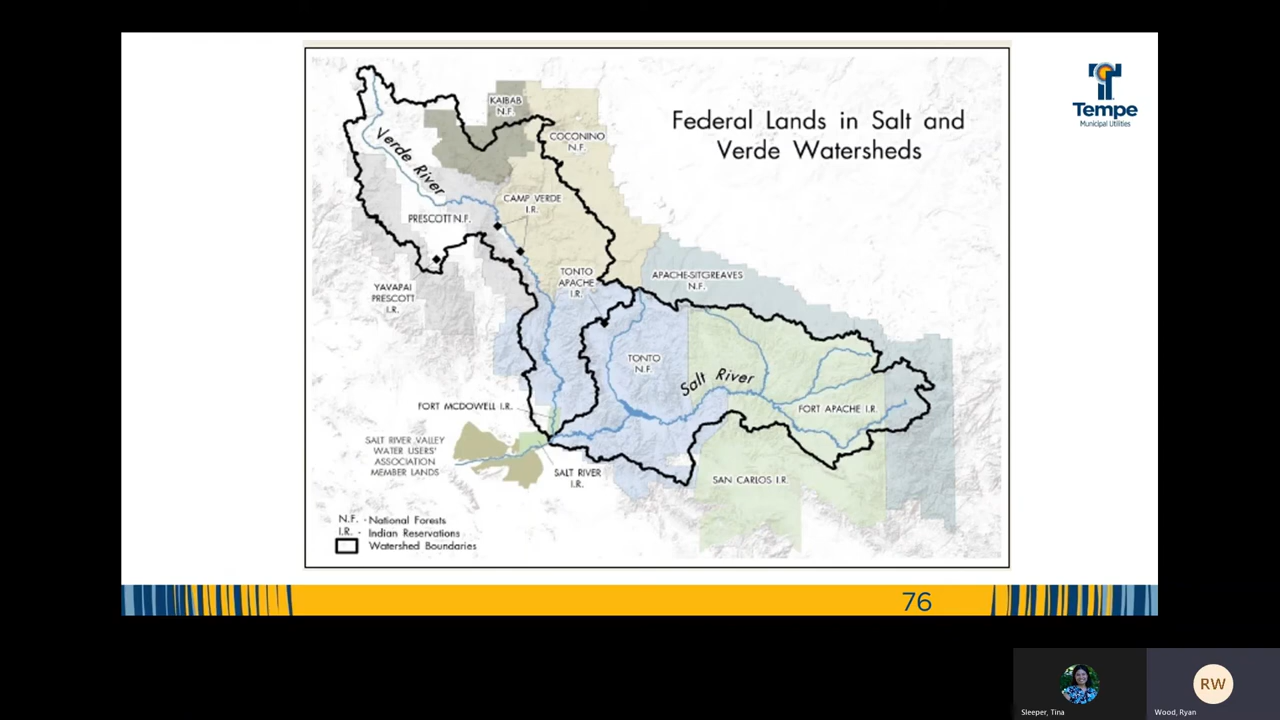 Federal Lands in Salt and
Verde Watersheds
Tempe
Municipal Utilities
KAIBAB
N.F.
COCONINO
N.F.
Verde River
CAMP VERDE
I.R.
PRESCOTT N.F.
YAVAPAI
PRESCOTT
I.R.
TONTO
APACHE
I.R.
APACHE-SITGREAVES
N.F.
TONTO
N.F.
Salt River
FORT MCDOWELL I.R.
FORT APACHE I.R.
SALT RIVER VALLEY
WATER USERS'
ASSOCIATION
MEMBER LANDS
SALT RIVER
I.R.
SAN CARLOS I.R.
N.F. - National Forests
I.R. - Indian Reservations
Watershed Boundaries
76
RW
Sleeper, Tina
Wood, Ryan